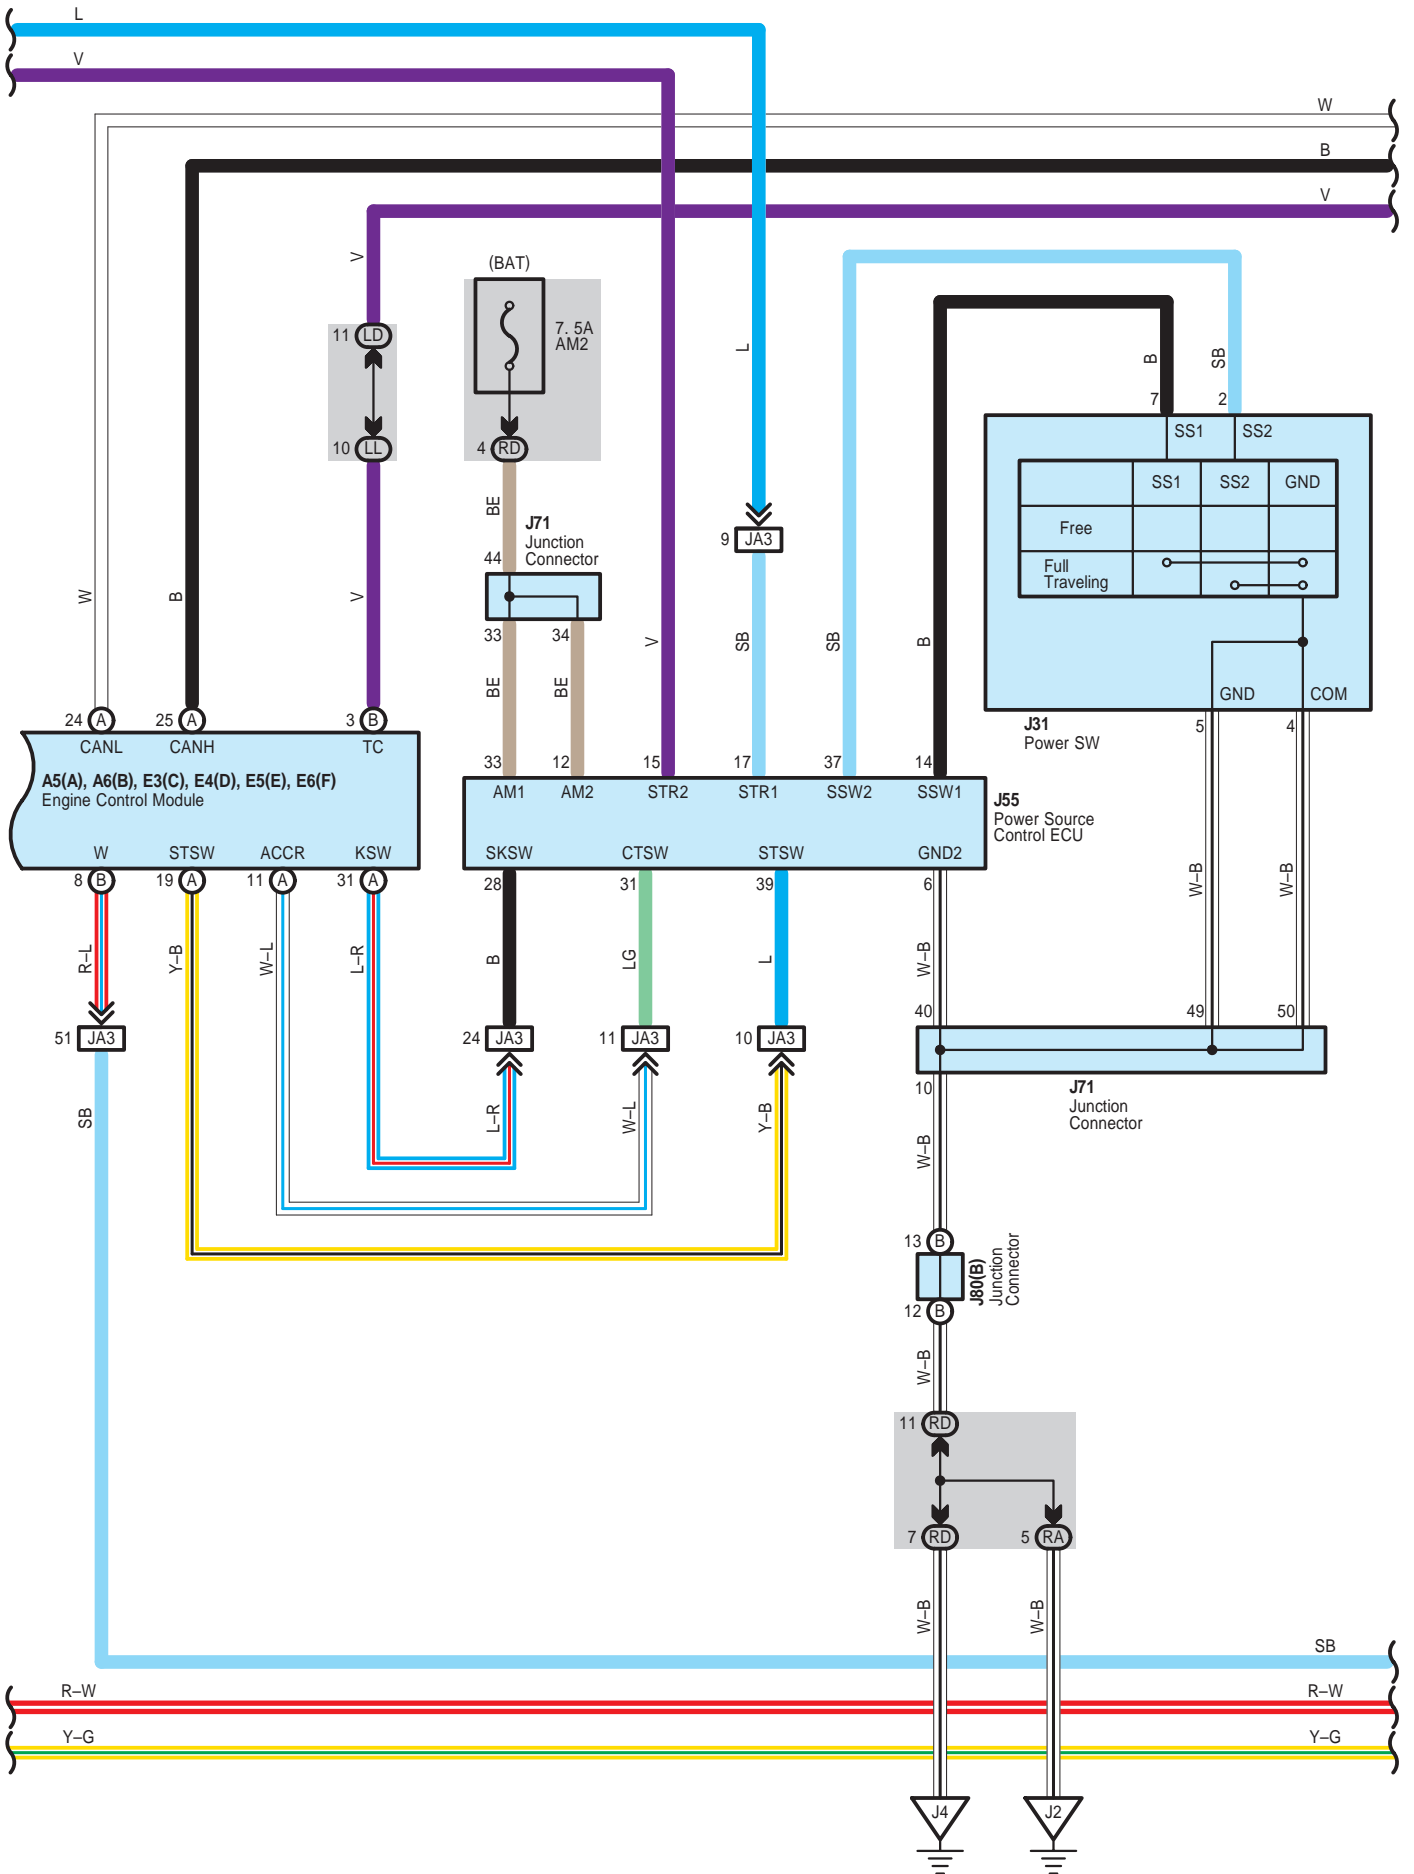 L
V
W
B
V
(BAT)
V
11 LD
7. 5A
AM2
L
B
SB
7
2
SS1
SS2
10 LL
4 RD
SS1
SS2
GND
BE
J71
Junction
Connector
44
9 JA3
Free
Full
Traveling
W
B
V
33
34
V
SB
SB
B
BE
BE
GND
COM
24 A
25 A
3 B
J31
Power SW
5
4
CANL
CANH
TC
33
12
15
17
37
14
A5(A), A6(B), E3(C), E4(D), E5(E), E6(F)
Engine Control Module
AM1
AM2
STR2
STR1
SSW2
SSW1
J55
Power Source
Control ECU
W
STSW
ACCR
KSW
SKSW
CTSW
STSW
GND2
8 B
19 A
11 A
31 A
28
31
39
6
W–B
W–B
R–L
Y–B
W–L
L–R
B
LG
L
W–B
40
49
50
51 JA3
24 JA3
11 JA3
10 JA3
10
J71
Junction
Connector
SB
L–R
W–L
Y–B
W–B
13 B
J80(B)
Junction
Connector
12 B
W–B
11 RD
7 RD
5 RA
W–B
W–B
SB
R–W
R–W
Y–G
Y–G
J4
J2